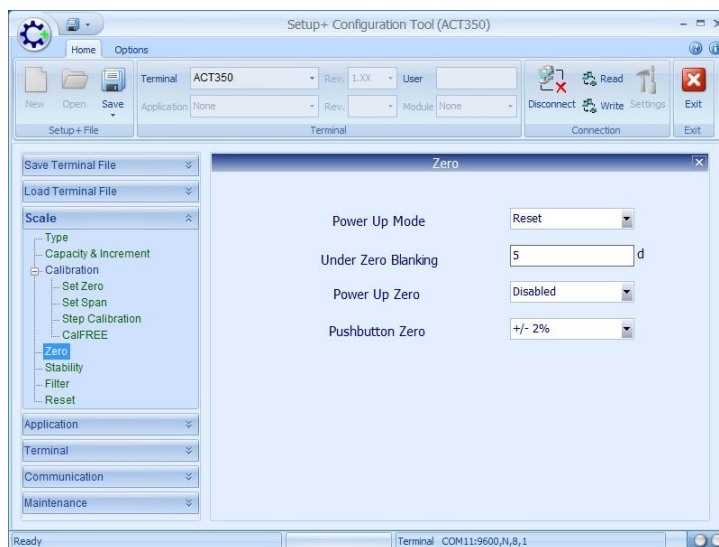 Setup+ Configuration Tool (ACT350)
Home Options
Terminal ACT350 Rev. 1.XX User
Application None Rev. Module None
New Open Save
Disconnect Read Write Settings
Exit
Setup+File Terminal Connection Exit
Save Terminal File
Load Terminal File
Scale
Type
Capacity & Increment
Calibration
Set Zero
Set Span
Step Calibration
CalFREE
Zero
Stability
Filter
Reset
Application
Terminal
Communication
Maintenance
Zero
Power Up Mode Reset
Under Zero Blanking 5 d
Power Up Zero Disabled
Pushbutton Zero +/- 2%
Ready Terminal COM11:9600,N,8,1